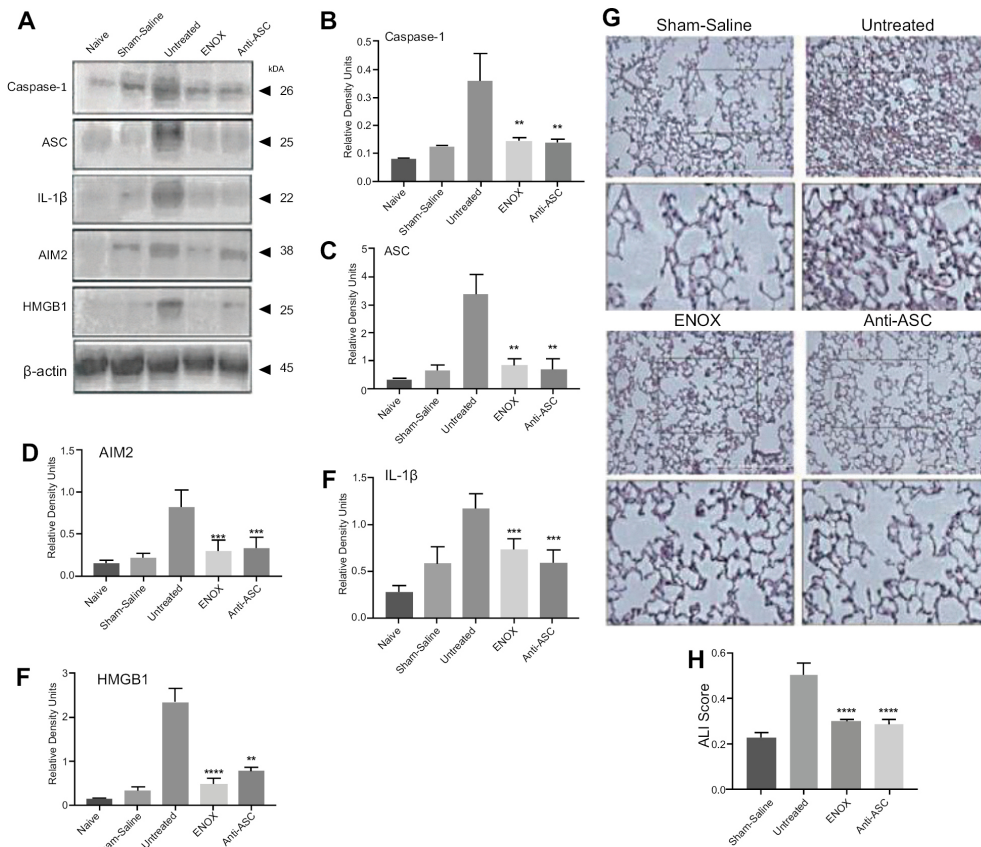 A
Naive
Sham-Saline
Untreated
ENOX
Anti-ASC
kDA
Caspase-1
26
ASC
25
IL-1β
22
AIM2
38
HMGB1
25
β-actin
45
B
Caspase-1
Relative Density Units
0.5
0.4
0.3
0.2
0.1
0.0
**
**
Naive
Sham-Saline
Untreated
ENOX
Anti-ASC
C
ASC
Relative Density Units
5
4
3
2
1
0
**
**
Naive
Sham-Saline
Untreated
ENOX
Anti-ASC
D
AIM2
Relative Density Units
1.5
1.0
0.5
0.0
***
***
Naive
Sham-Saline
Untreated
ENOX
Anti-ASC
F
IL-1β
Relative Density Units
1.5
1.0
0.5
0.0
***
***
Naive
Sham-Saline
Untreated
ENOX
Anti-ASC
F
HMGB1
Relative Density Units
3
2
1
0
****
**
Naive
ham-Saline
Untreated
ENOX
Anti-ASC
G
Sham-Saline
Untreated
ENOX
Anti-ASC
H
ALI Score
0.6
0.4
0.2
0.0
****
****
Sham-Saline
Untreated
ENOX
Anti-ASC